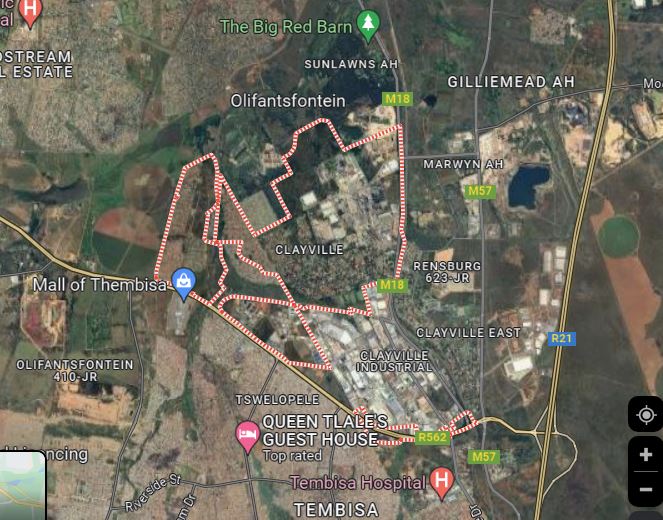 The Big Red Barn
SUNLAWNS AH
GILLIEMEAD AH
Olifantsfontein
M18
MARWYN AH
M57
CLAYVILLE
RENSBURG
623-JR
Mall of Thembisa
M18
CLAYVILLE EAST
R21
OLIFANTSFONTEIN
410-JR
CLAYVILLE
INDUSTRIAL
TSWELOPELE
QUEEN TLALE'S
GUEST HOUSE
Top rated
R562
M57
Riverside St
Tembisa Hospital
TEMBISA